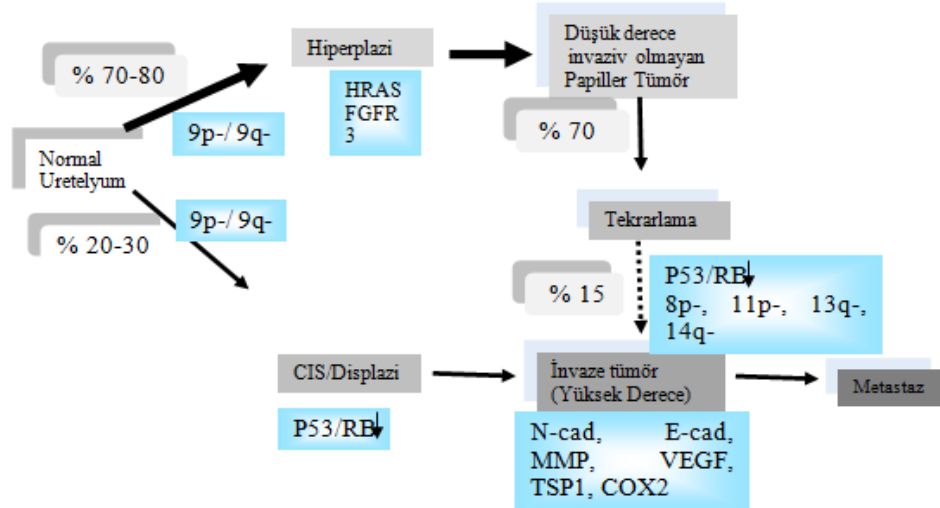 % 70-80
Hiperplazi
Düşük derece
invaziv olmayan
Papiller Tümör
HRAS
FGFR
3
9p-/ 9q-
% 70
Normal
Uretelyum
9p-/ 9q-
% 20-30
Tekrarlama
% 15
P53/RB↓
8p-, 11p-, 13q-,
14q-
CIS/Displazi
İnvaze tümör
(Yüksek Derece)
Metastaz
P53/RB↓
N-cad, E-cad,
MMP, VEGF,
TSP1, COX2